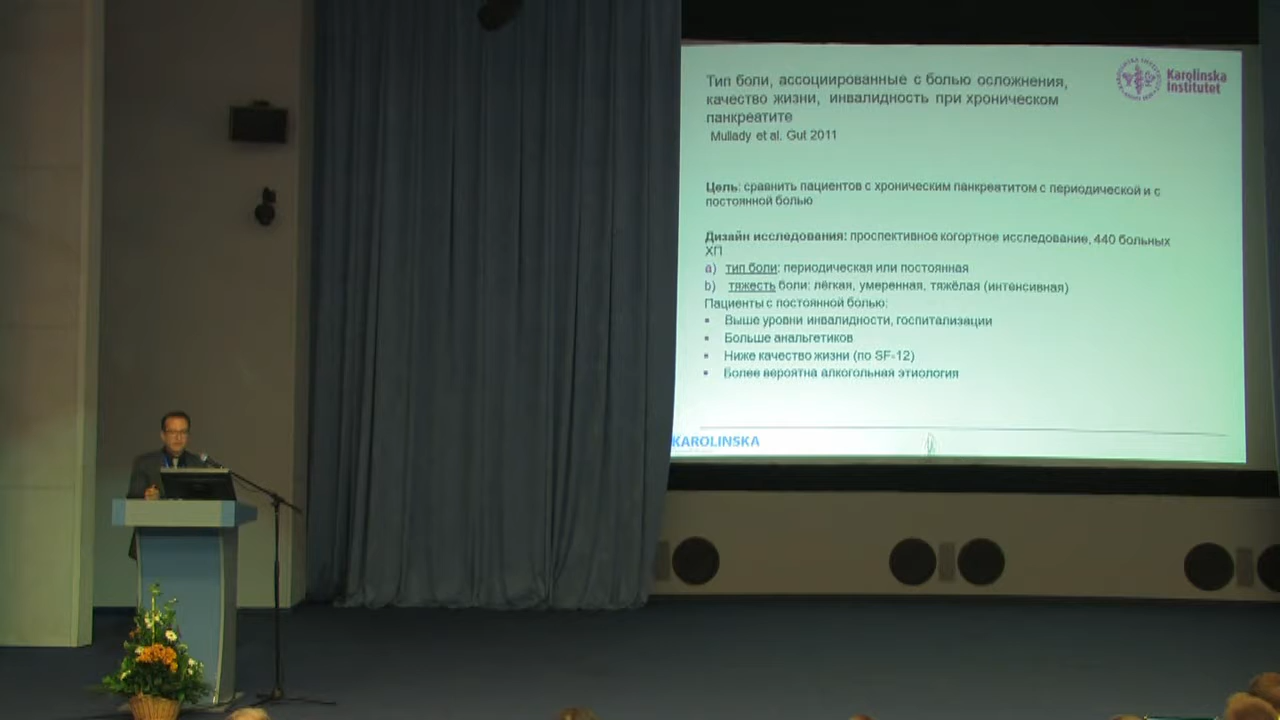 Тип боли, ассоциированные с болью осложнения,
качество жизни, инвалидность при хроническом
панкреатите
Mullady et al. Gut 2011
Karolinska
Institutet
Цель: сравнить пациентов с хроническим панкреатитом с периодической и с
постоянной болью
Дизайн исследования: проспективное когортное исследование, 440 больных
ХП
a) тип боли: периодическая или постоянная
b) тяжесть боли: лёгкая, умеренная, тяжёлая (интенсивная)
Пациенты с постоянной болью:
▪ Выше уровни инвалидности, госпитализации
▪ Больше анальгетиков
▪ Ниже качество жизни (по SF-12)
▪ Более вероятна алкогольная этиология
KAROLINSKA